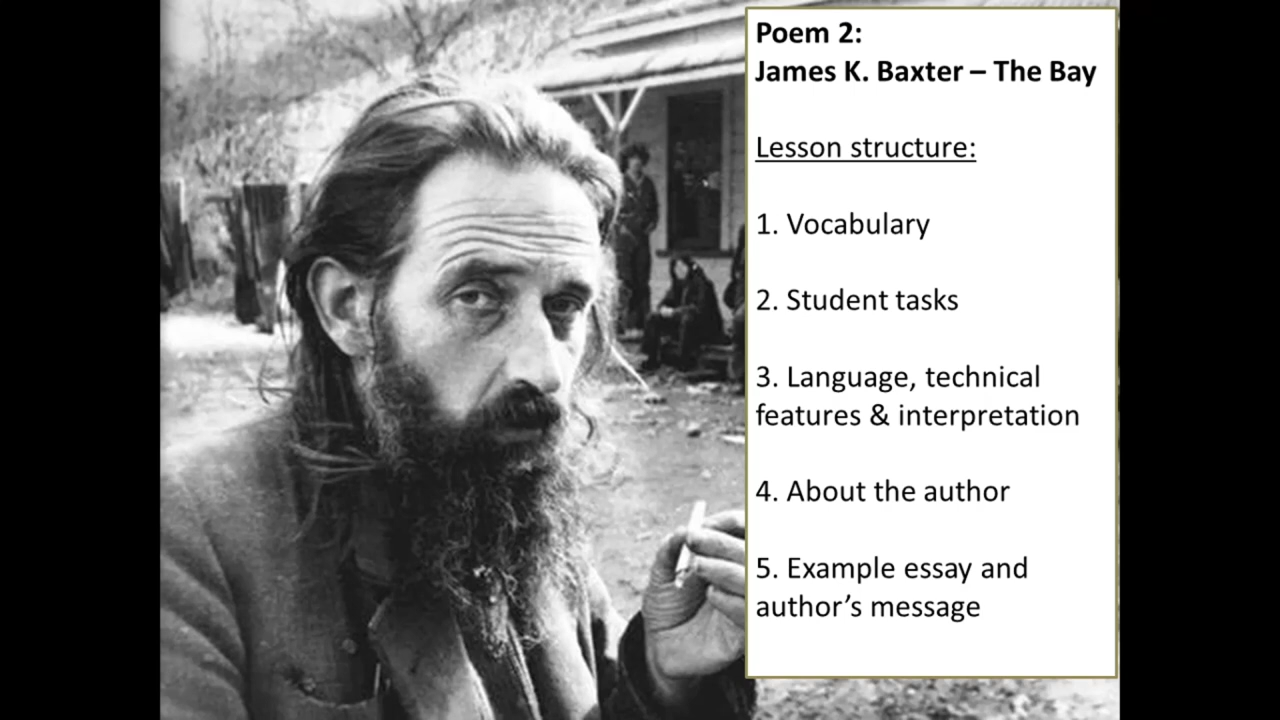 Poem 2:
James K. Baxter – The Bay
Lesson structure:
1. Vocabulary
2. Student tasks
3. Language, technical
features & interpretation
4. About the author
5. Example essay and
author’s message